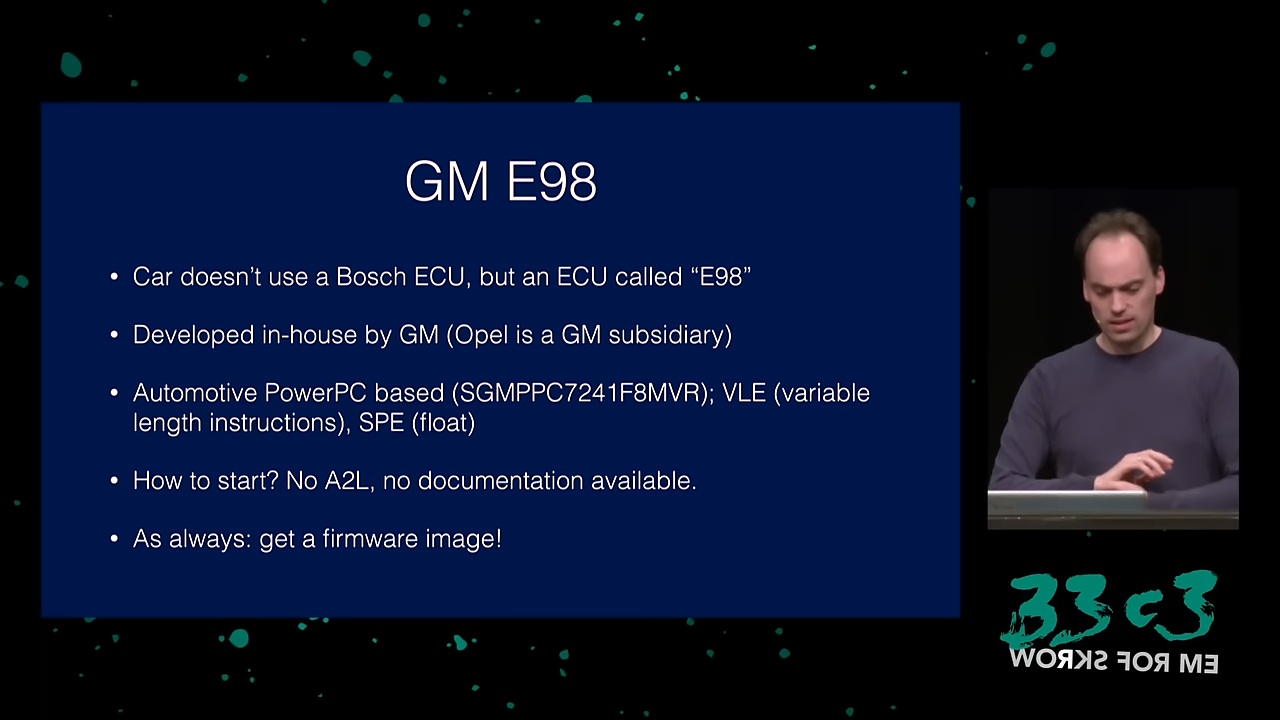 GM E98
• Car doesn’t use a Bosch ECU, but an ECU called “E98”
• Developed in-house by GM (Opel is a GM subsidiary)
• Automotive PowerPC based (SGMPPC7241F8MVR); VLE (variable
length instructions), SPE (float)
• How to start? No A2L, no documentation available.
• As always: get a firmware image!
33c3
WORKS FOR ME